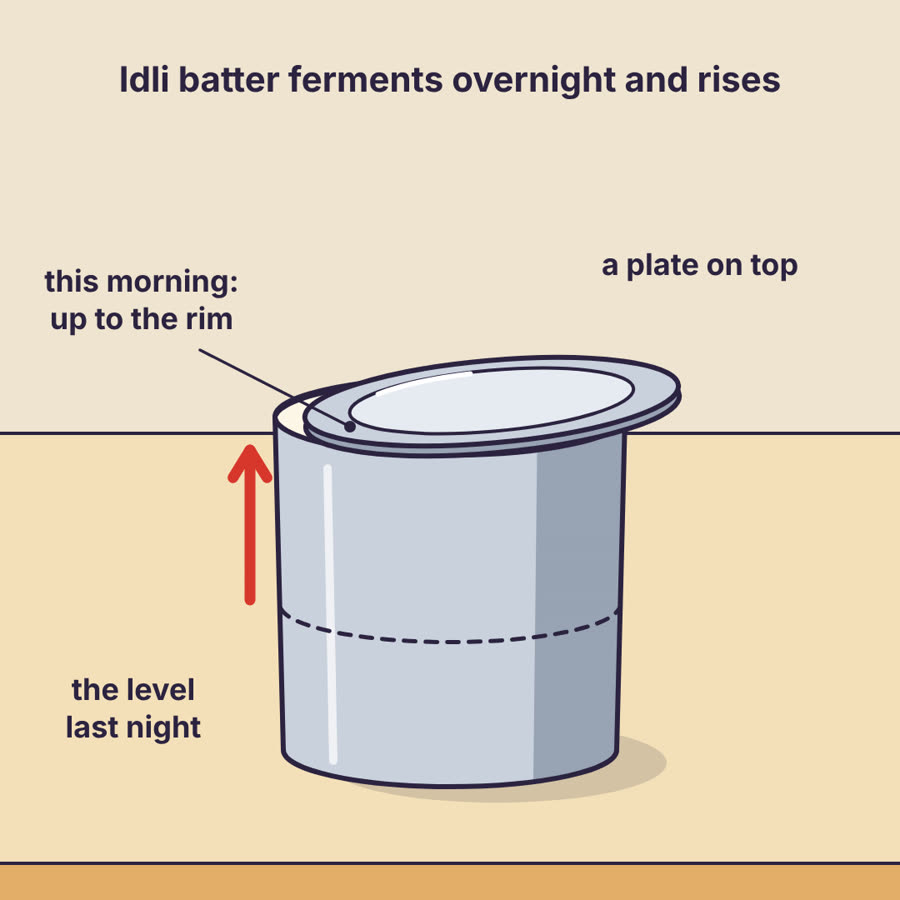 Idli batter ferments overnight and rises
a plate on top
this morning:
up to the rim
the level
last night